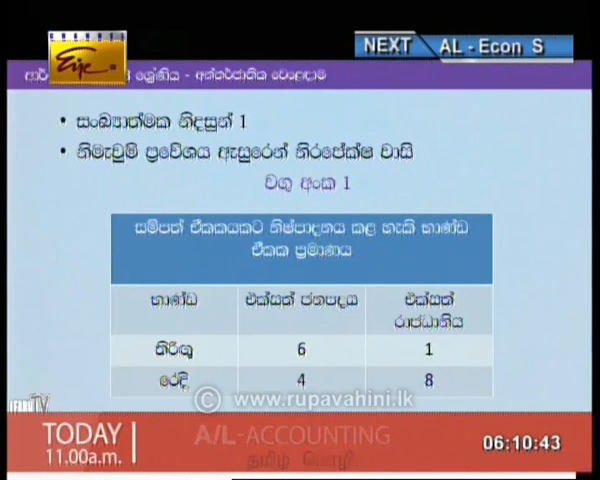 NEXT AL - Econ S
Eye
ශ්‍රේණිය - අන්තර්ජාතික වෙළෙඳාම
• සංඛ්‍යාත්මක නිදසුන් 1
• නිමැවුම් ප්‍රවේශය ඇසුරෙන් නිරපේක්ෂ වාසි
වගු අංක 1
සම්පත් ඒකකයකට නිෂ්පාදනය කළ හැකි භාණ්ඩ
ඒකක ප්‍රමාණය
භාණ්ඩ එක්සත් ජනපදය එක්සත්
රාජධානිය
තිරිඟු 6 1
රෙදි 4 8
© www.rupavahini.lk
TV
TODAY
11.00a.m.
A/L-ACCOUNTING
தமிழ் மொழி
06:10:43